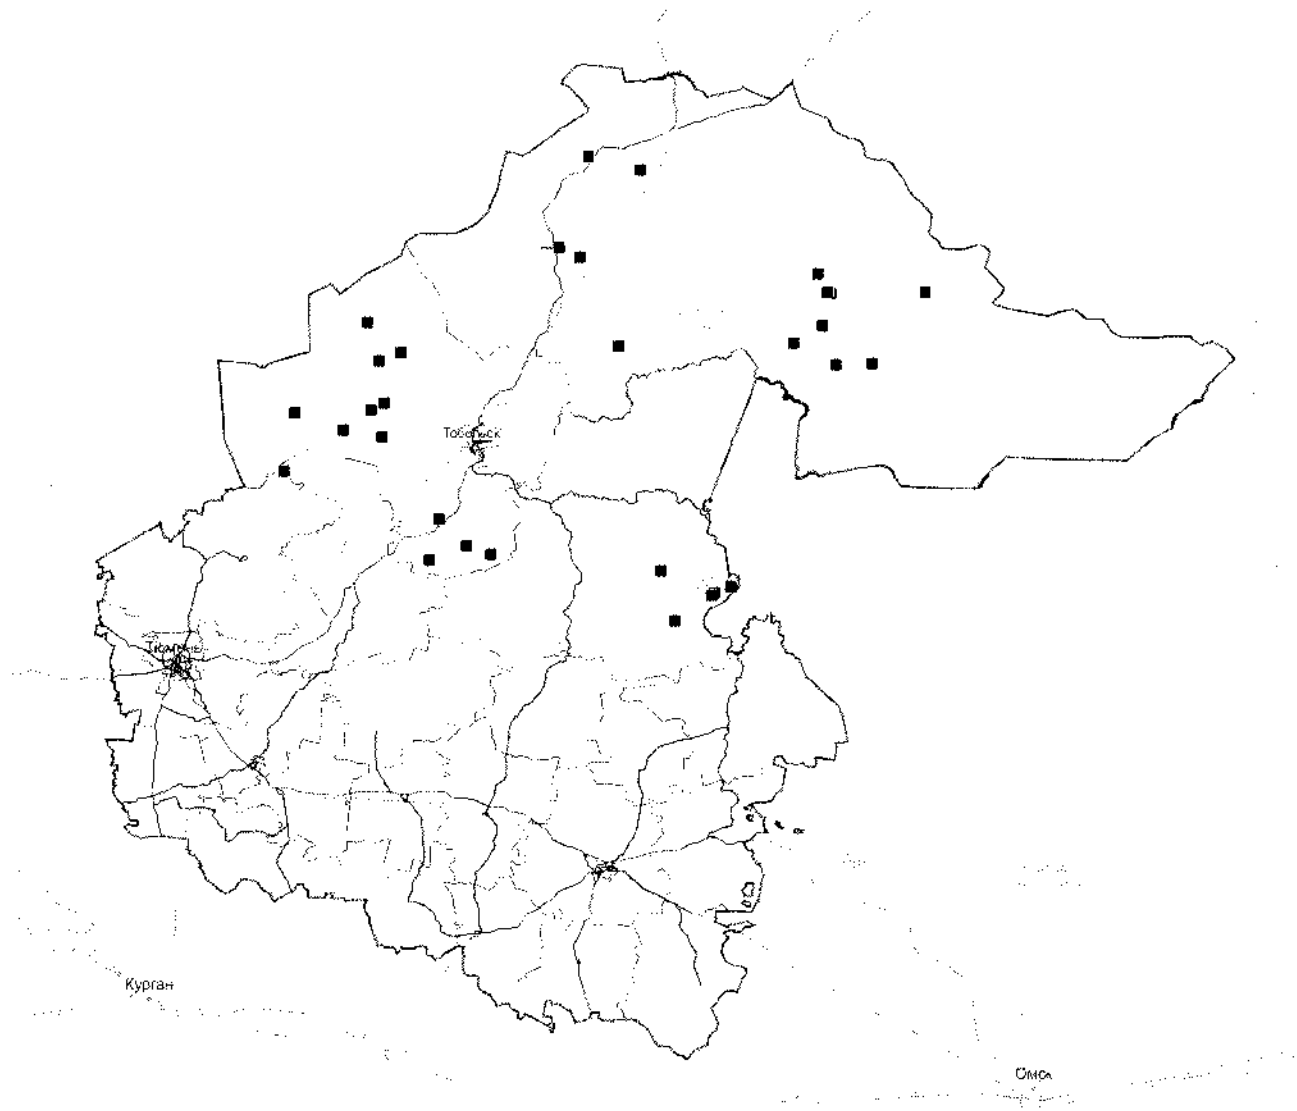 Тобольск
Тюмень
Курган
Омск